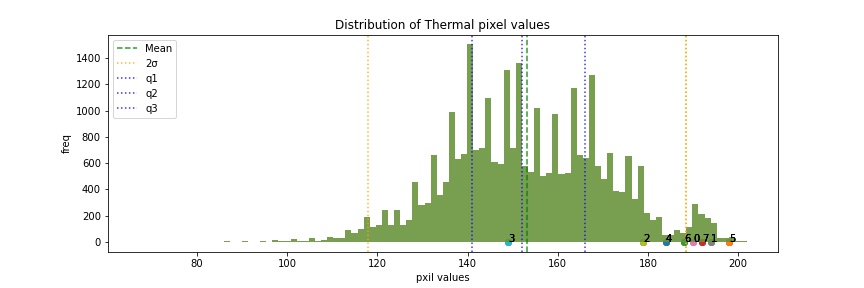 Distribution of Thermal pixel values
Mean
2σ
q1
q2
q3
freq
1400
1200
1000
800
600
400
200
0
3 2 4 6 0 7 1 5
80 100 120 140 160 180 200
pxil values